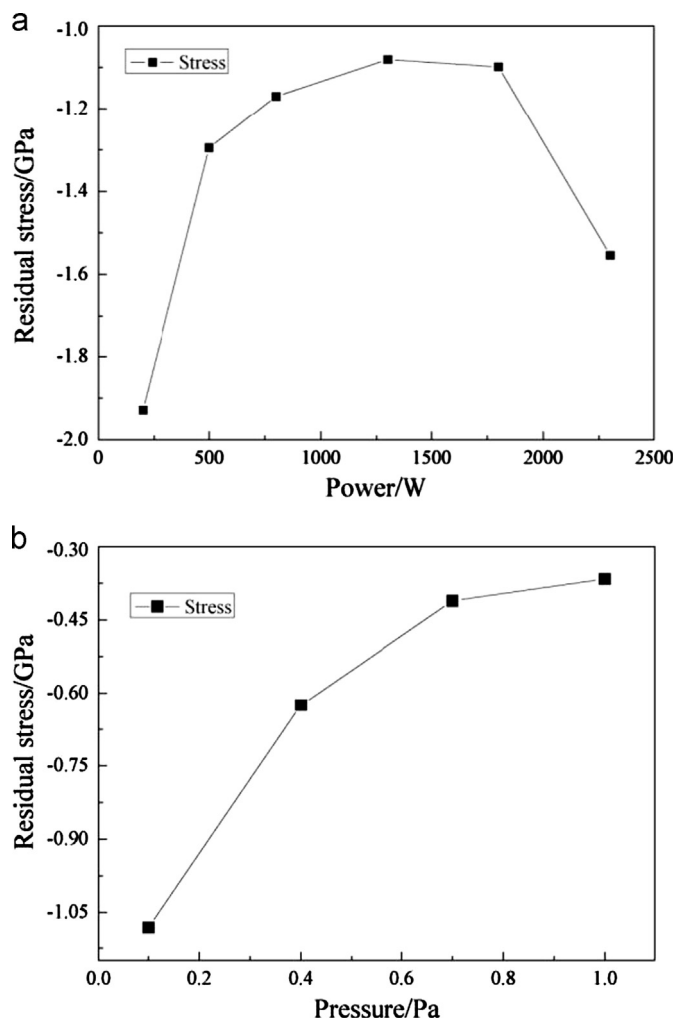 a
-1.0
Stress
-1.2
-1.4
-1.6
-1.8
-2.0
Residual stress/GPa
0 500 1000 1500 2000 2500
Power/W
b
-0.30
Stress
-0.45
-0.60
-0.75
-0.90
-1.05
Residual stress/GPa
0.0 0.2 0.4 0.6 0.8 1.0
Pressure/Pa